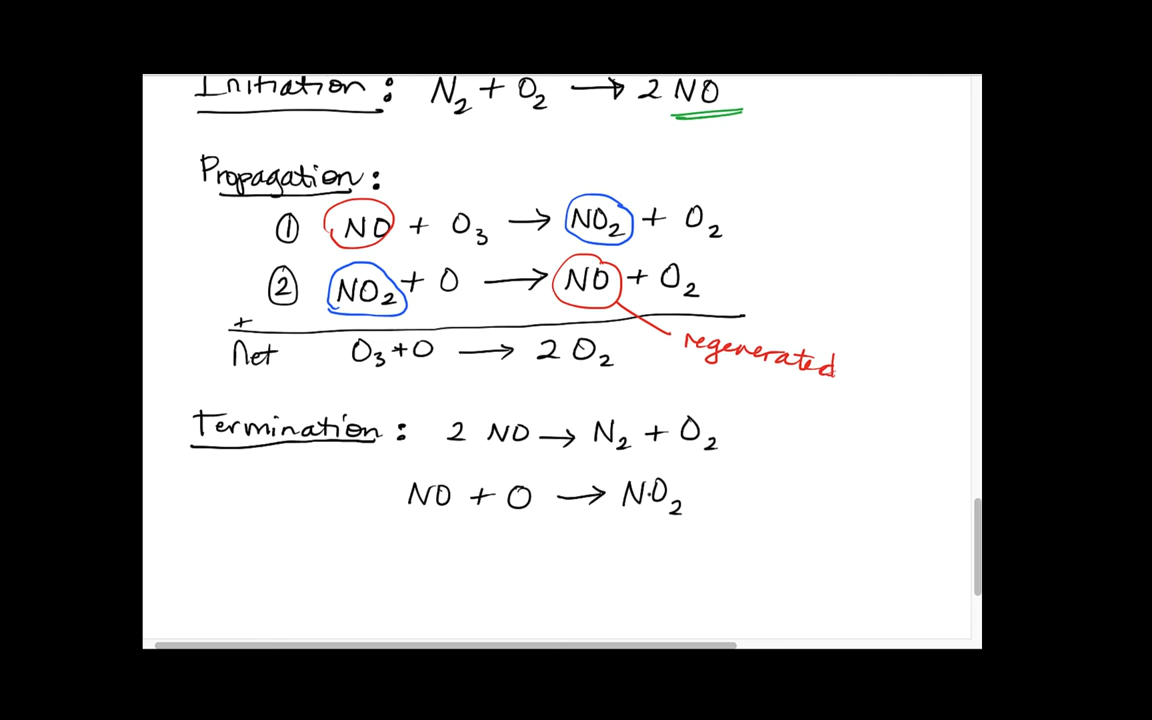 Initiation : N₂ + O₂ → 2 NO
Propagation :
① NO + O₃ → NO₂ + O₂
② NO₂ + O → NO + O₂
+
Net O₃ + O → 2 O₂
regenerated
Termination : 2 NO → N₂ + O₂
NO + O → N·O₂